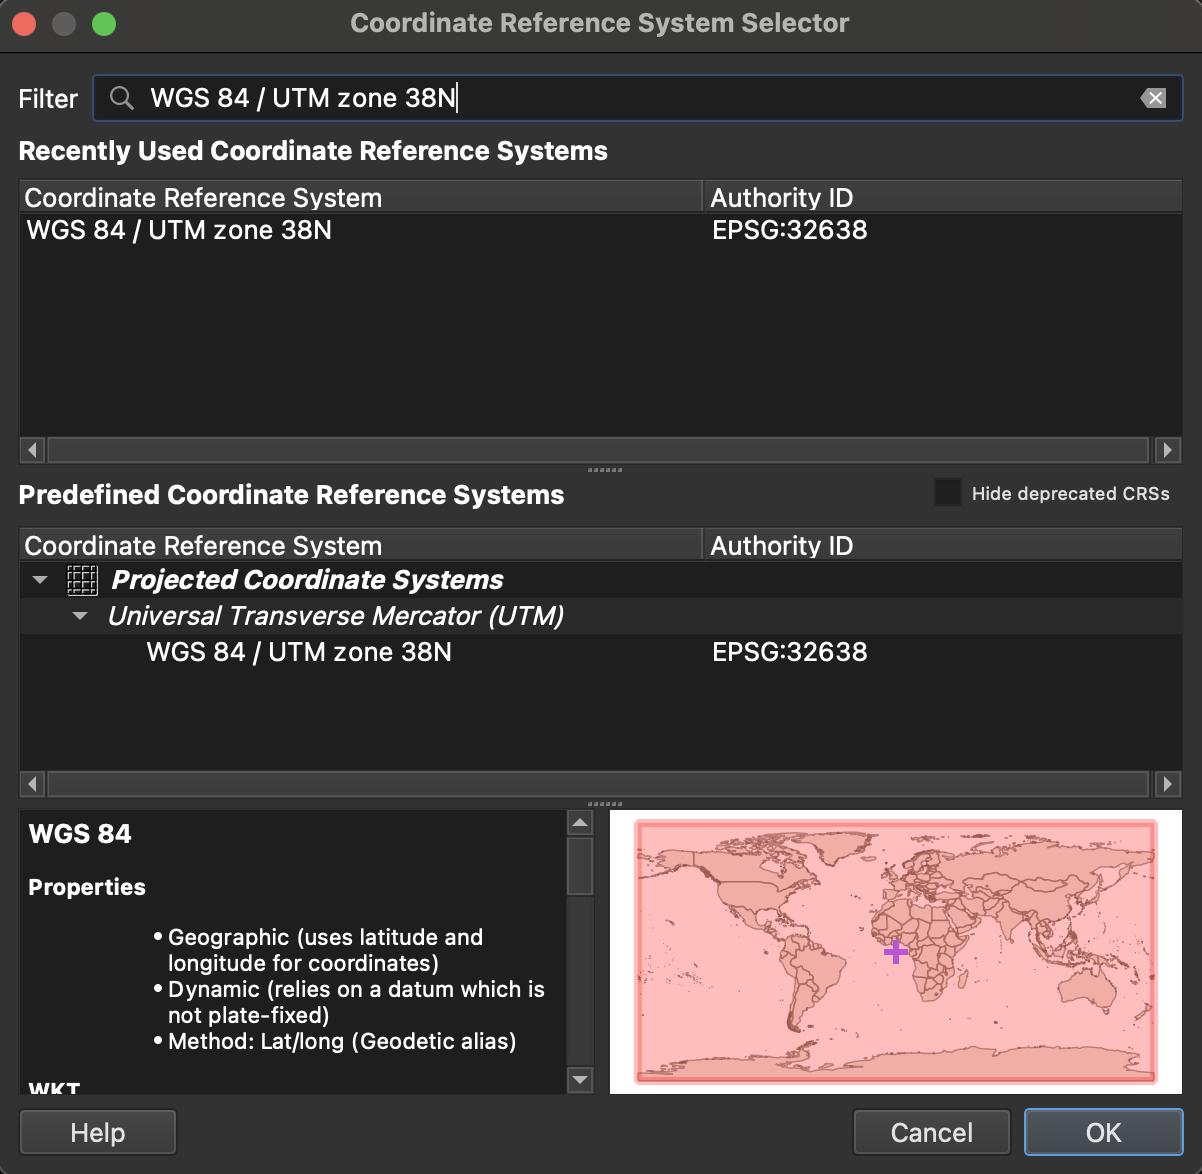 Coordinate Reference System Selector
Filter
WGS 84 / UTM zone 38N
Recently Used Coordinate Reference Systems
Coordinate Reference System Authority ID
WGS 84 / UTM zone 38N EPSG:32638
Predefined Coordinate Reference Systems
Hide deprecated CRSs
Coordinate Reference System Authority ID
Projected Coordinate Systems
Universal Transverse Mercator (UTM)
WGS 84 / UTM zone 38N EPSG:32638
WGS 84
Properties
• Geographic (uses latitude and
longitude for coordinates)
• Dynamic (relies on a datum which is
not plate-fixed)
• Method: Lat/long (Geodetic alias)
WKT
Help
Cancel
OK